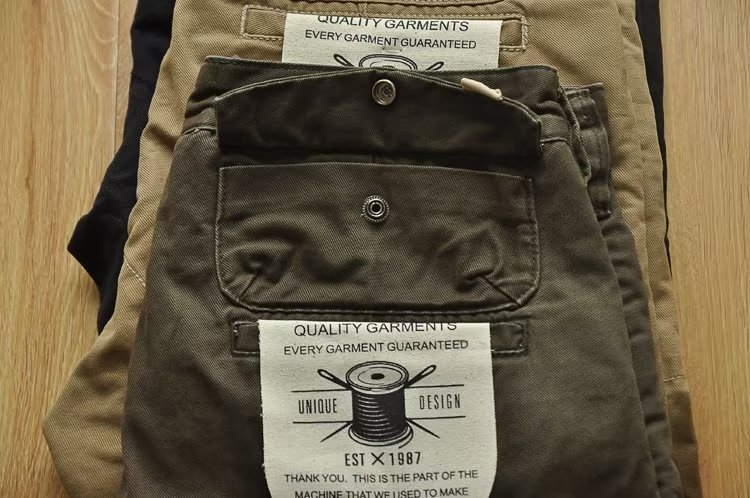 QUALITY GARMENTS
EVERY GARMENT GUARANTEED
QUALITY GARMENTS
EVERY GARMENT GUARANTEED
UNIQUE DESIGN
EST X 1987
THANK YOU. THIS IS THE PART OF THE
MACHINE THAT WE USED TO MAKE